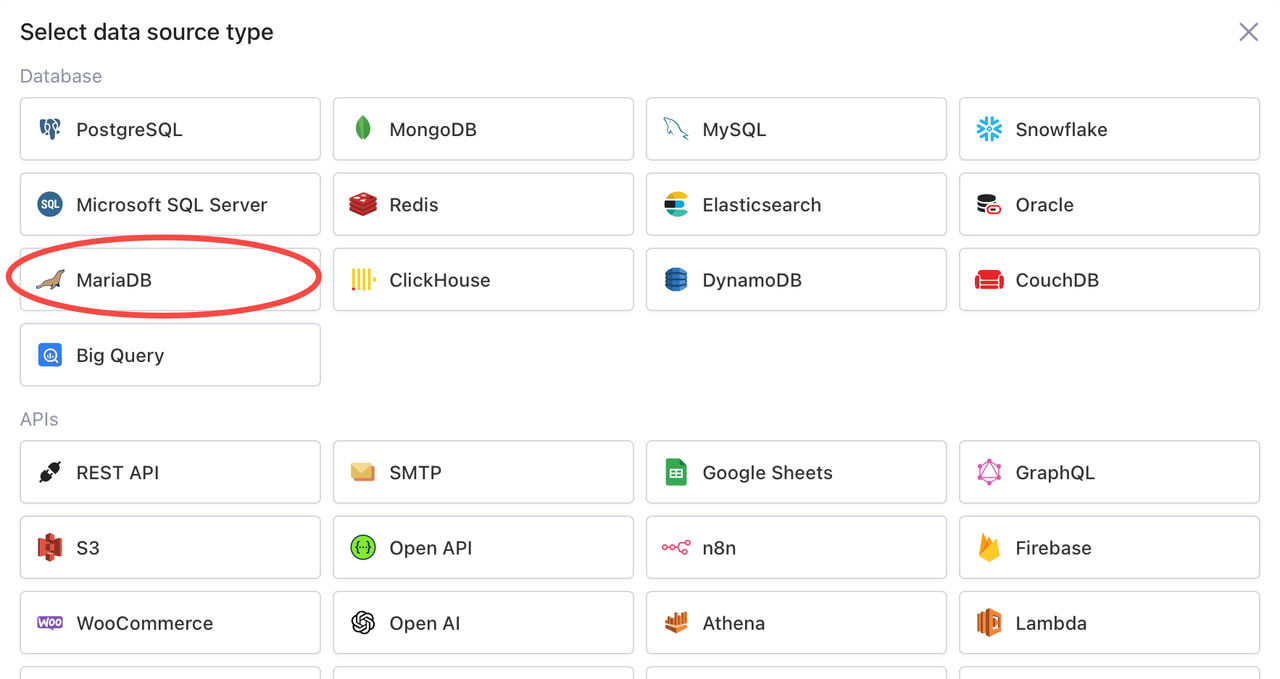 Select data source type
Database
PostgreSQL
MongoDB
MySQL
Snowflake
SQL
Microsoft SQL Server
Redis
Elasticsearch
Oracle
MariaDB
ClickHouse
DynamoDB
CouchDB
Big Query
APIs
REST API
SMTP
Google Sheets
GraphQL
S3
Open API
n8n
Firebase
WOO
WooCommerce
Open AI
Athena
Lambda